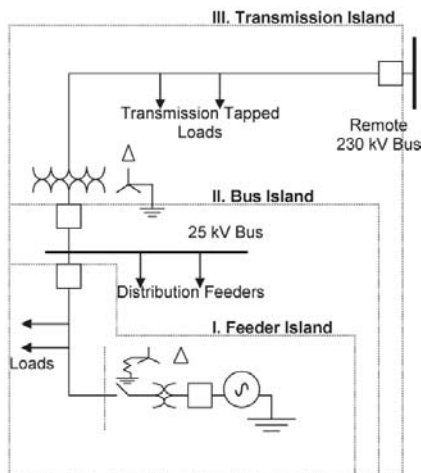 III. Transmission Island
Transmission Tapped
Loads
Remote
230 kV Bus
II. Bus Island
25 kV Bus
Distribution Feeders
I. Feeder Island
Loads